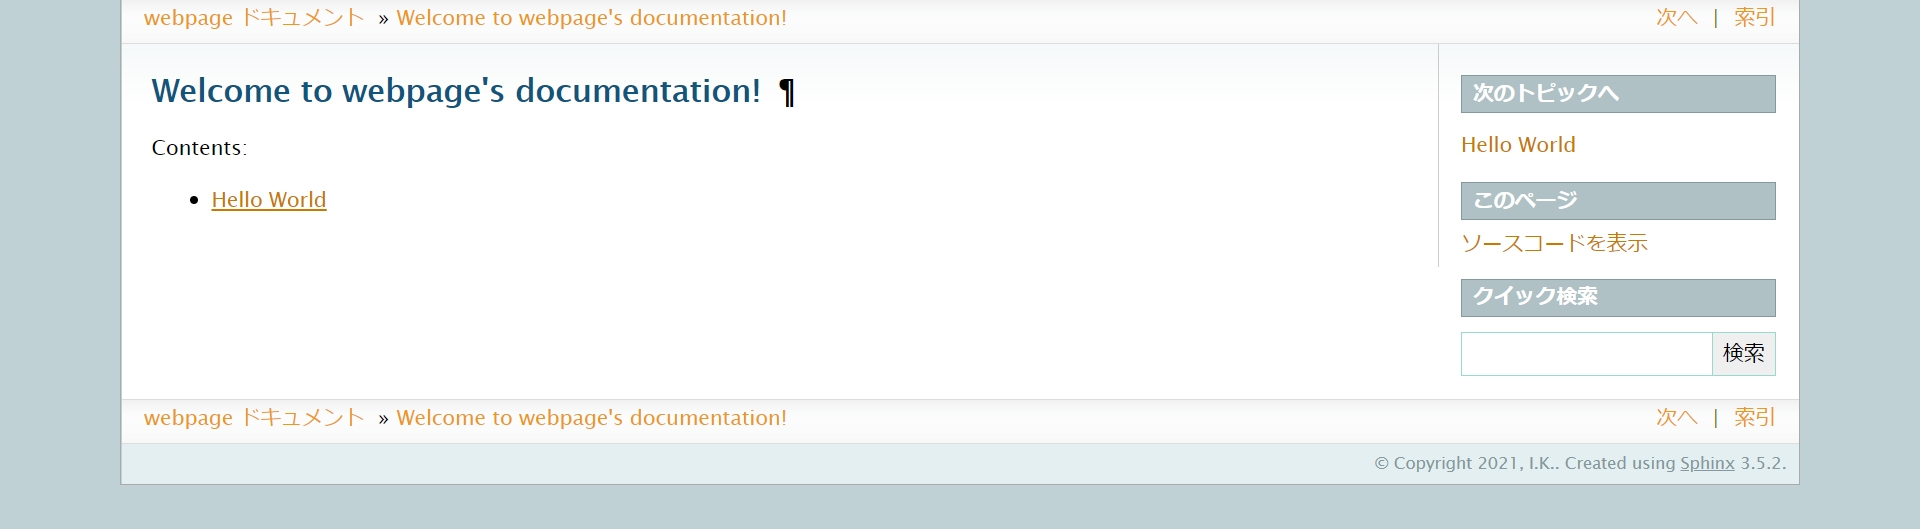 webpage ドキュメント » Welcome to webpage's documentation!
次へ | 索引
Welcome to webpage's documentation! ¶
Contents:
• Hello World
次のトピックへ
Hello World
このページ
ソースコードを表示
クイック検索
検索
webpage ドキュメント » Welcome to webpage's documentation!
次へ | 索引
© Copyright 2021, I.K.. Created using Sphinx 3.5.2.